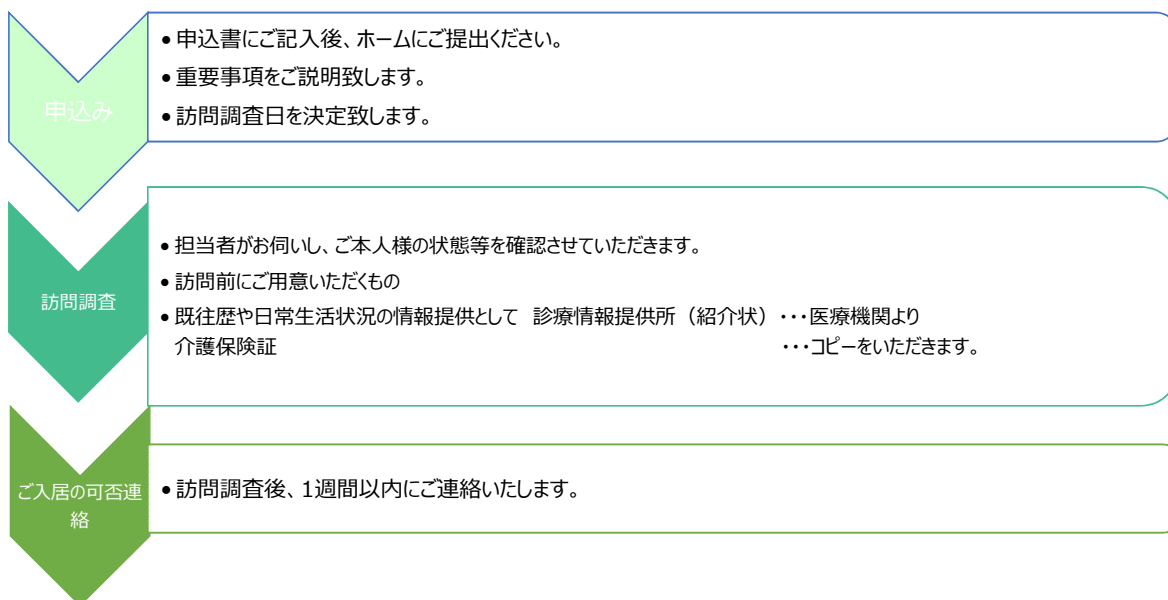 申込み
• 申込書にご記入後、ホームにご提出ください。
• 重要事項をご説明致します。
• 訪問調査日を決定致します。
訪問調査
• 担当者がお伺いし、ご本人様の状態等を確認させていただきます。
• 訪問前にご用意いただくもの
• 既往歴や日常生活状況の情報提供として　診療情報提供所（紹介状）・・・医療機関より
介護保険証　・・・コピーをいただきます。
ご入居の可否連
絡
• 訪問調査後、1週間以内にご連絡いたします。